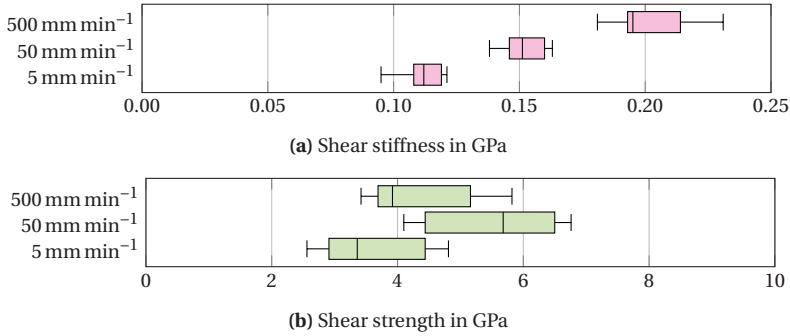 500 mm min⁻¹
50 mm min⁻¹
5 mm min⁻¹
0.00 0.05 0.10 0.15 0.20 0.25
(a) Shear stiffness in GPa
500 mm min⁻¹
50 mm min⁻¹
5 mm min⁻¹
0 2 4 6 8 10
(b) Shear strength in GPa